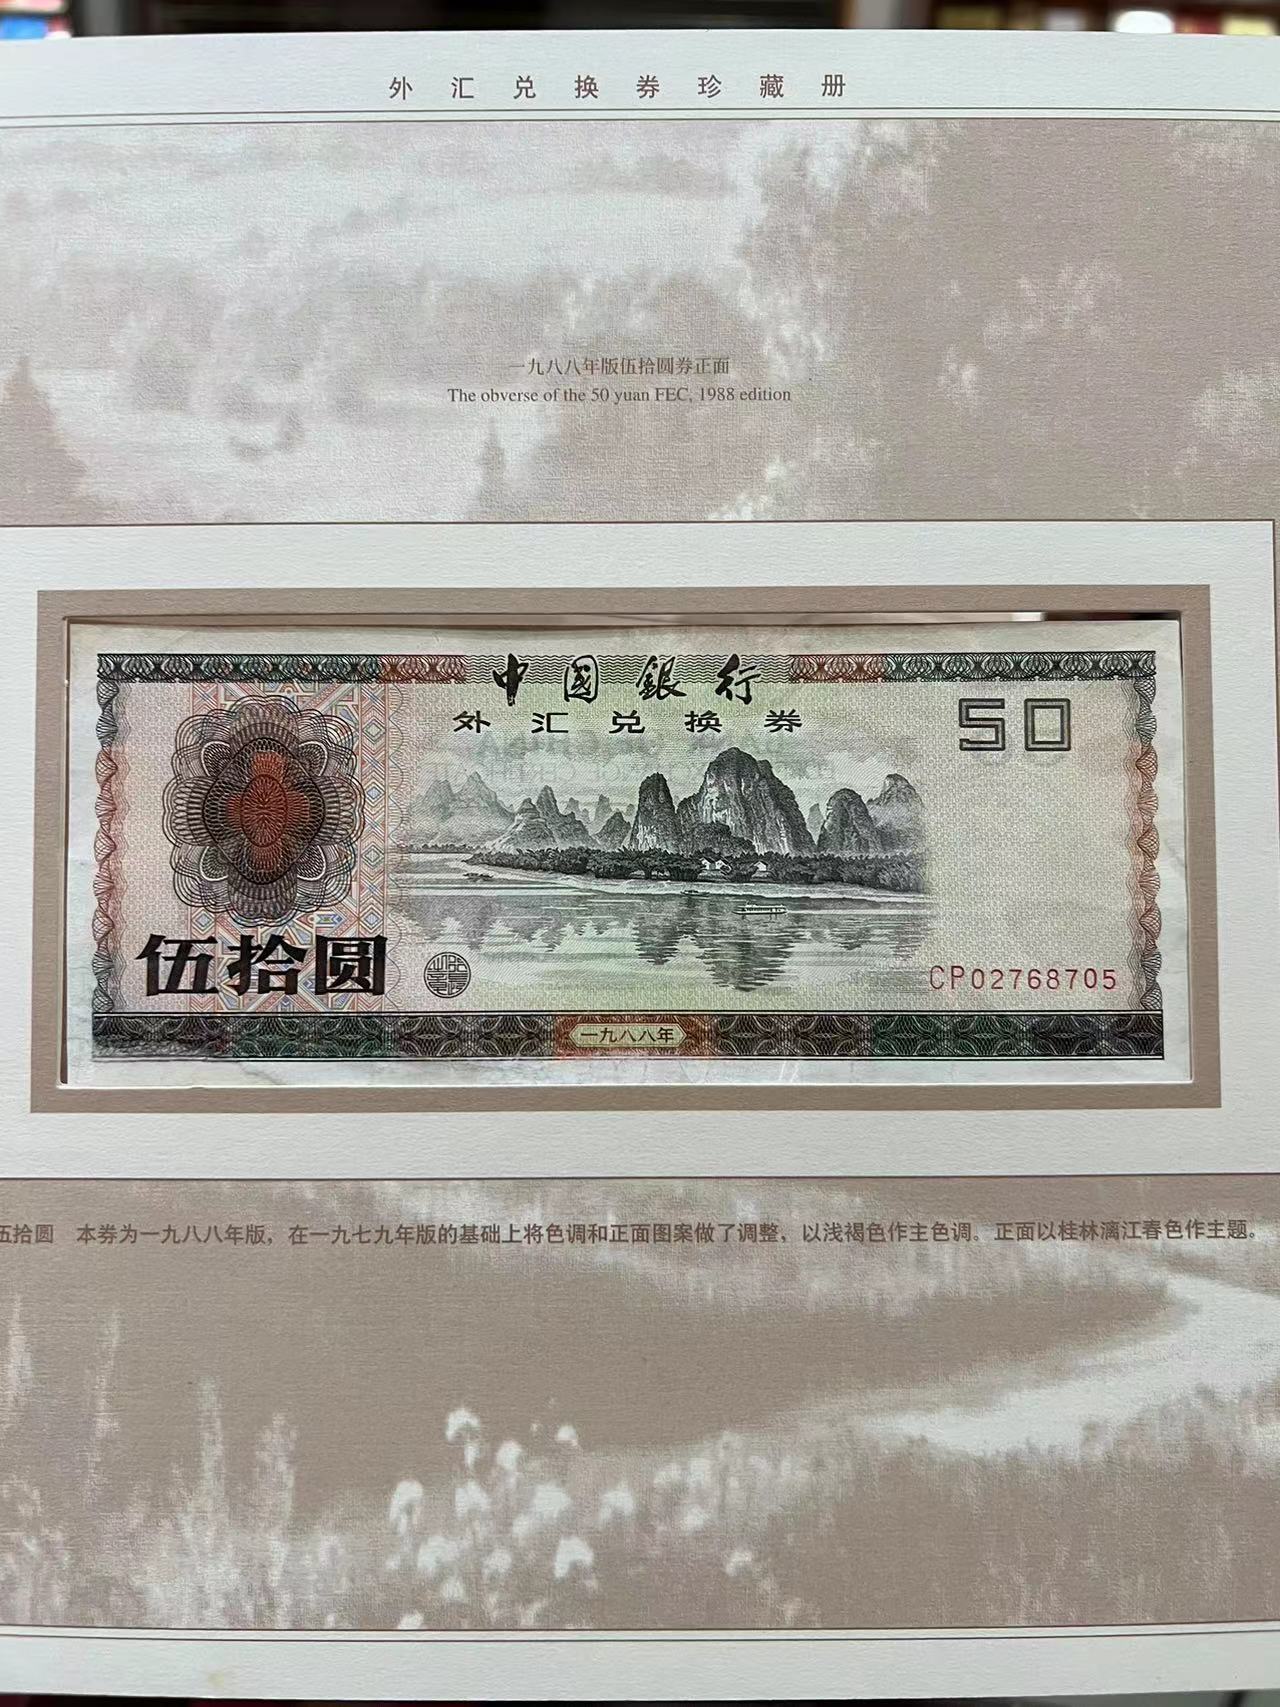 外汇兑换券珍藏册
一九八八年版伍拾圆券正面
The obverse of the 50 yuan FEC, 1988 edition
中国銀行
外汇兑换券
50
伍拾圆
CP02768705
一九八八年
伍拾圆 本券为一九八八年版，在一九七九年版的基础上将色调和正面图案做了调整，以浅褐色作主色调。正面以桂林漓江春色作主题。